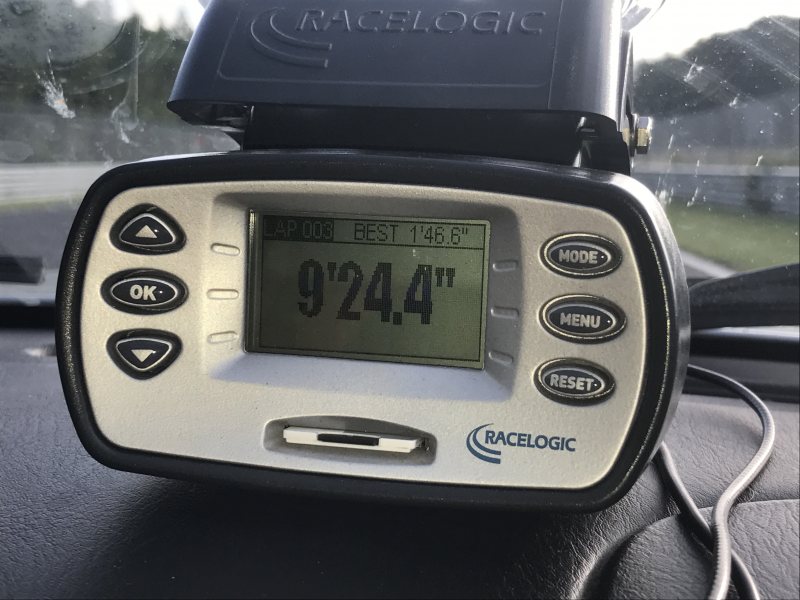 RACELOGIC
LAP 003 BEST 1'46.6"
9'24.4"
OK
MODE
MENU
RESET
RACELOGIC